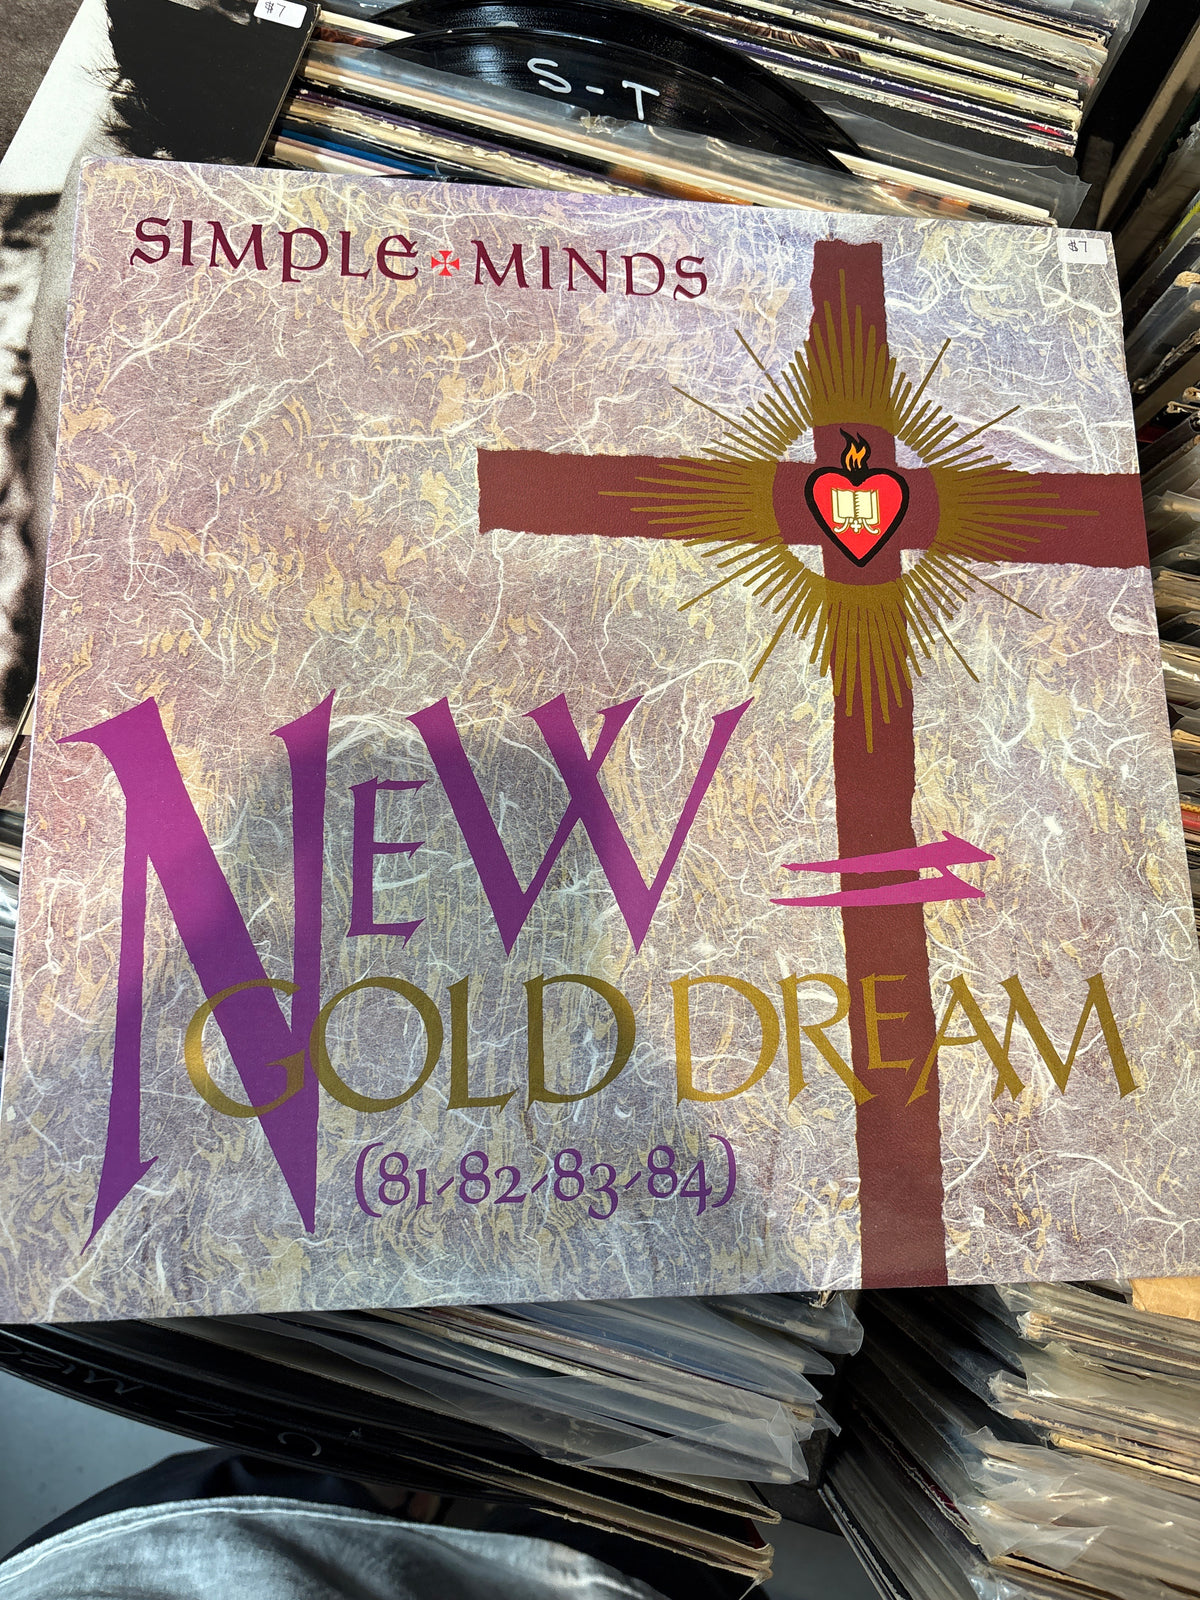 $7
S-T
SIMPLE MINDS
$7
NEW
GOLD DREAM
(81-82-83-84)